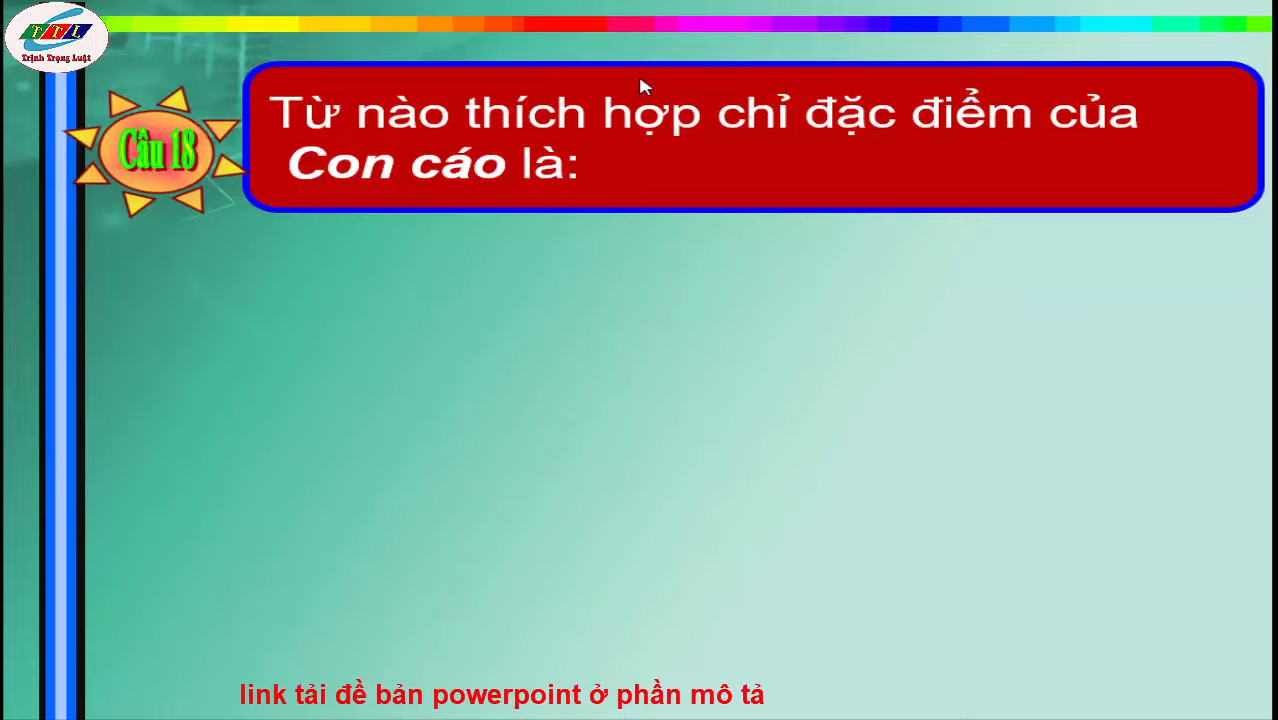 TTL
Trịnh Trọng Luật
Câu 18
Từ nào thích hợp chỉ đặc điểm của
Con cáo là:
link tải đề bản powerpoint ở phần mô tả